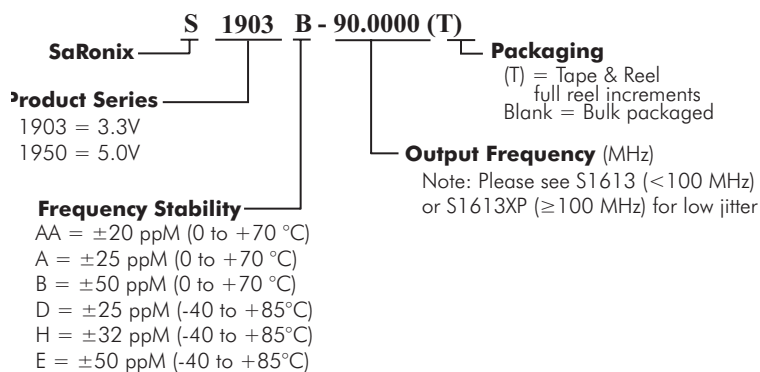 S 1903 B - 90.0000 (T)
SaRonix
Packaging
(T) = Tape & Reel
full reel increments
Blank = Bulk packaged
Product Series
1903 = 3.3V
1950 = 5.0V
Output Frequency (MHz)
Note: Please see S1613 (<100 MHz)
or S1613XP (≥100 MHz) for low jitter
Frequency Stability
AA = ±20 ppM (0 to +70 °C)
A = ±25 ppM (0 to +70 °C)
B = ±50 ppM (0 to +70 °C)
D = ±25 ppM (-40 to +85°C)
H = ±32 ppM (-40 to +85°C)
E = ±50 ppM (-40 to +85°C)